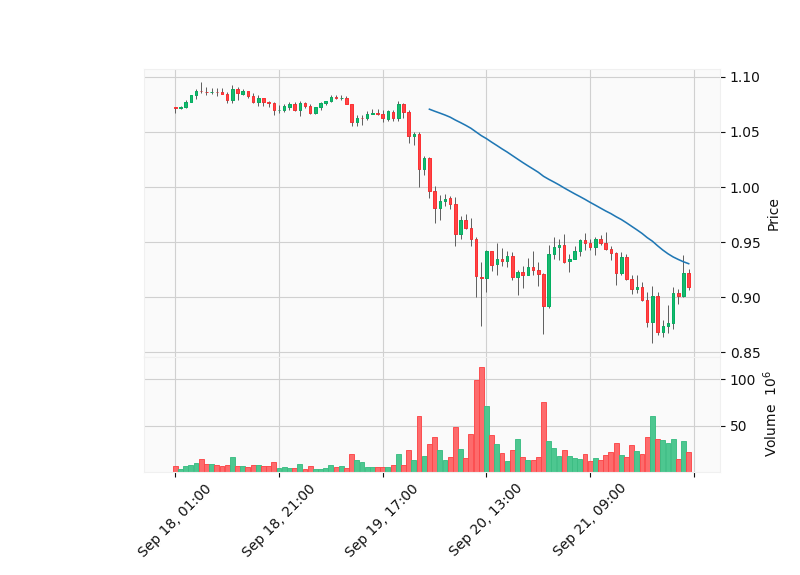 1.10
1.05
1.00
0.95
0.90
0.85
Price
100
50
Volume 10^6
Sep 18, 01:00
Sep 18, 21:00
Sep 19, 17:00
Sep 20, 13:00
Sep 21, 09:00